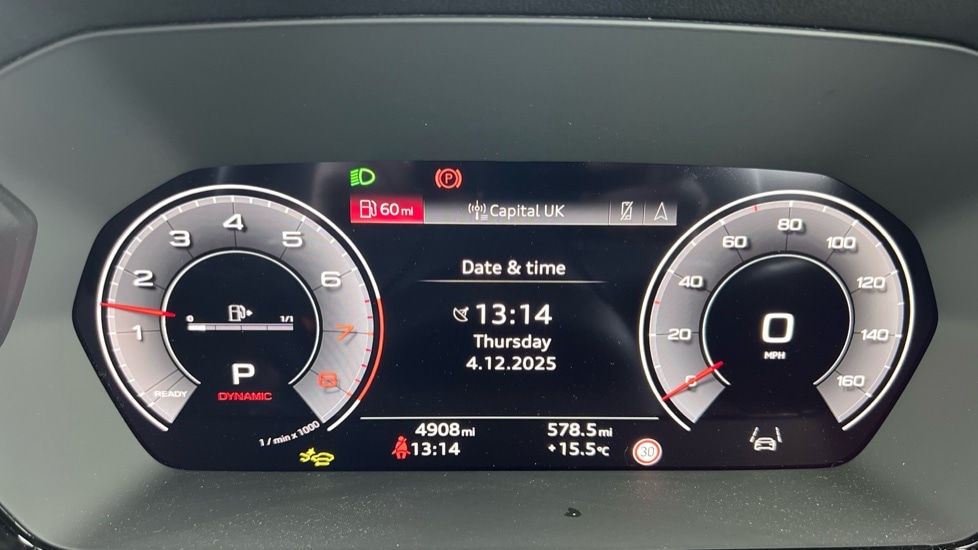 60 mi
Capital UK
Date & time
13:14
Thursday
4.12.2025
4908 mi
13:14
578.5 mi
+15.5°C
30
1
2
3
4
5
6
7
8
READY
0 1/1
P
DYNAMIC
1 / min x 1000
0
20
40
60
80
100
120
140
160
0
MPH
P